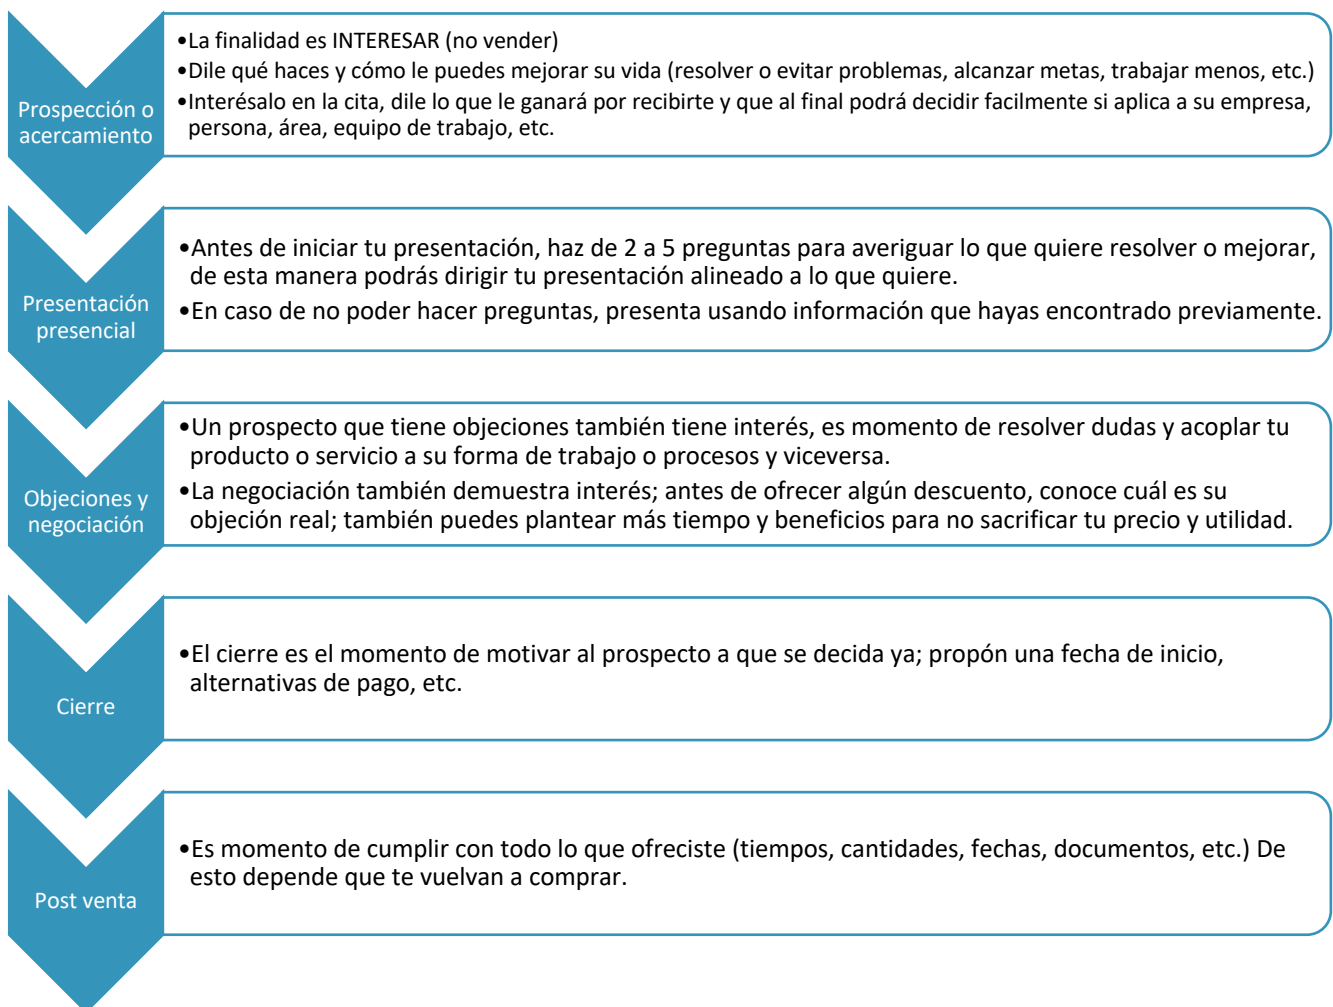 Prospección o
acercamiento
•La finalidad es INTERESAR (no vender)
•Dile qué haces y cómo le puedes mejorar su vida (resolver o evitar problemas, alcanzar metas, trabajar menos, etc.)
•Interésalo en la cita, dile lo que le ganará por recibirte y que al final podrá decidir facilmente si aplica a su empresa,
persona, área, equipo de trabajo, etc.
Presentación
presencial
•Antes de iniciar tu presentación, haz de 2 a 5 preguntas para averiguar lo que quiere resolver o mejorar,
de esta manera podrás dirigir tu presentación alineado a lo que quiere.
•En caso de no poder hacer preguntas, presenta usando información que hayas encontrado previamente.
Objeciones y
negociación
•Un prospecto que tiene objeciones también tiene interés, es momento de resolver dudas y acoplar tu
producto o servicio a su forma de trabajo o procesos y viceversa.
•La negociación también demuestra interés; antes de ofrecer algún descuento, conoce cuál es su
objeción real; también puedes plantear más tiempo y beneficios para no sacrificar tu precio y utilidad.
Cierre
•El cierre es el momento de motivar al prospecto a que se decida ya; propón una fecha de inicio,
alternativas de pago, etc.
Post venta
•Es momento de cumplir con todo lo que ofreciste (tiempos, cantidades, fechas, documentos, etc.) De
esto depende que te vuelvan a comprar.